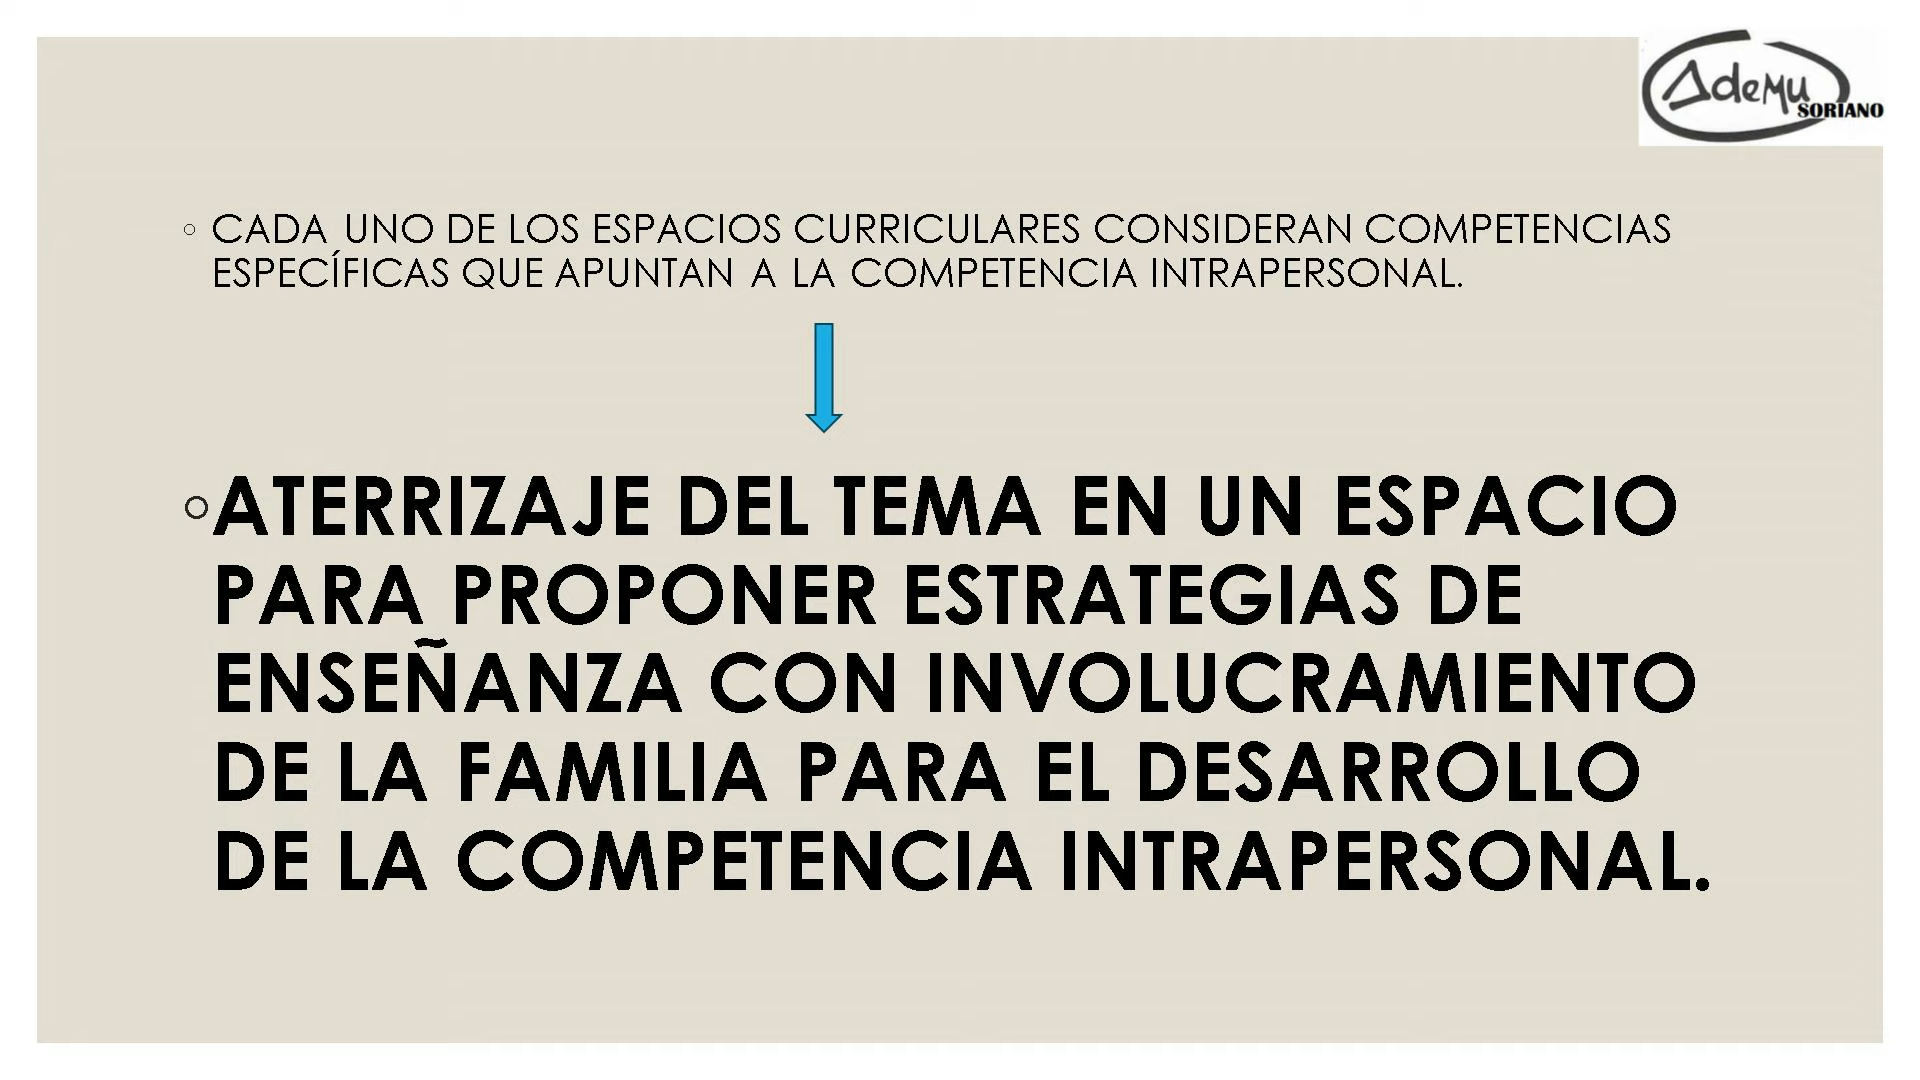 AdeMu
SORIANO
◦ CADA UNO DE LOS ESPACIOS CURRICULARES CONSIDERAN COMPETENCIAS
ESPECÍFICAS QUE APUNTAN A LA COMPETENCIA INTRAPERSONAL.
◦ATERRIZAJE DEL TEMA EN UN ESPACIO
PARA PROPONER ESTRATEGIAS DE
ENSEÑANZA CON INVOLUCRAMIENTO
DE LA FAMILIA PARA EL DESARROLLO
DE LA COMPETENCIA INTRAPERSONAL.